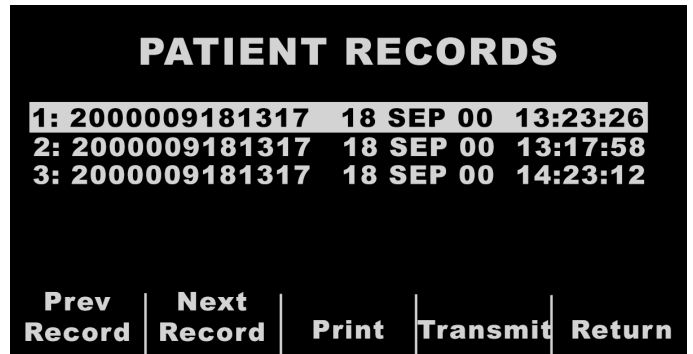 PATIENT RECORDS
1: 2000009181317 18 SEP 00 13:23:26
2: 2000009181317 18 SEP 00 13:17:58
3: 2000009181317 18 SEP 00 14:23:12
Prev Record
Next Record
Print
Transmit
Return